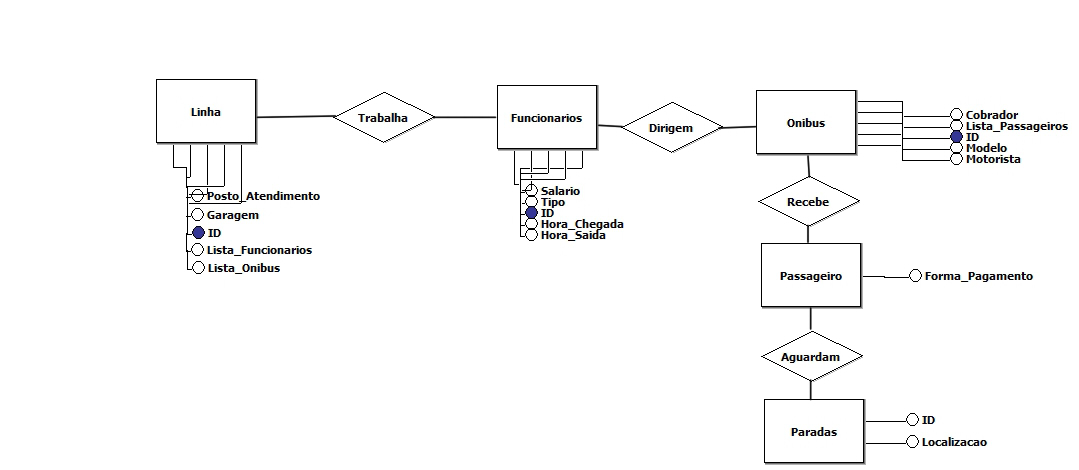 Linha
Trabalha
Funcionarios
Dirigem
Onibus
Cobrador
Lista_Passageiros
ID
Modelo
Motorista
Posto_Atendimento
Garagem
ID
Lista_Funcionarios
Lista_Onibus
Salario
Tipo
ID
Hora_Chegada
Hora_Saida
Recebe
Passageiro
Forma_Pagamento
Aguardam
Paradas
ID
Localizacao